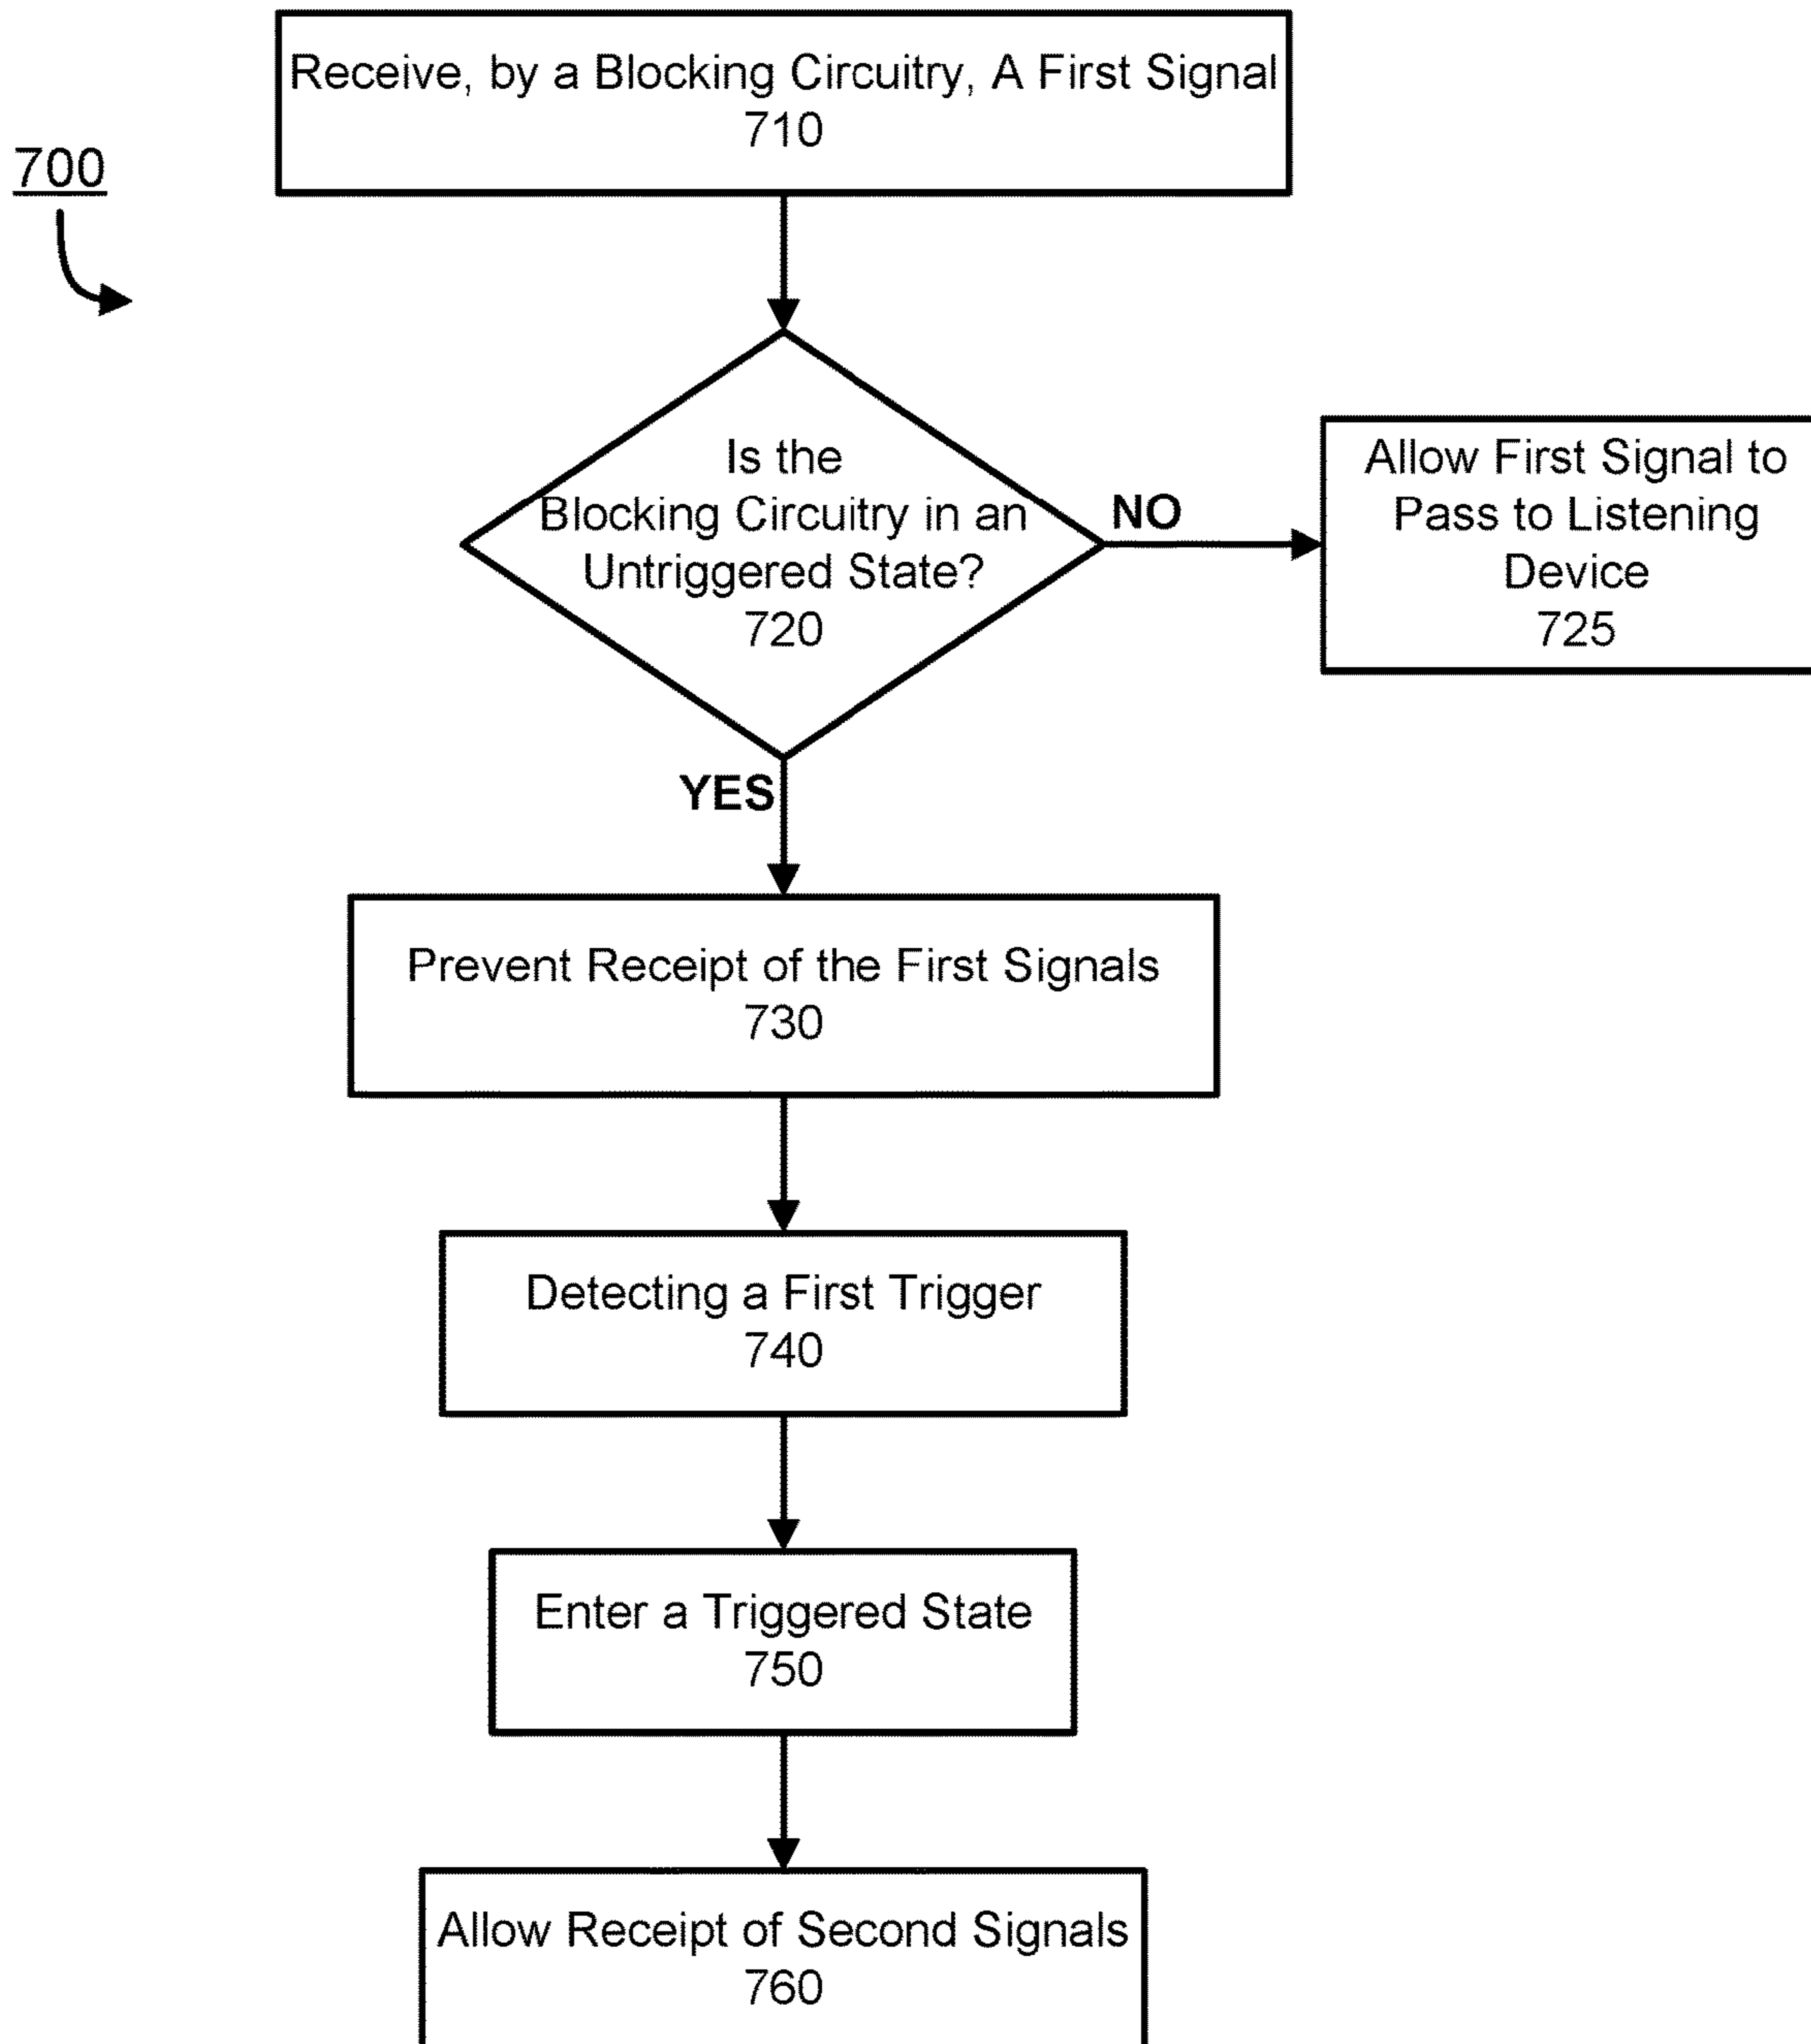 Receive, by a Blocking Circuitry, A First Signal
710
700
Is the
Blocking Circuitry in an
Untriggered State?
720
NO
Allow First Signal to
Pass to Listening
Device
725
YES
Prevent Receipt of the First Signals
730
Detecting a First Trigger
740
Enter a Triggered State
750
Allow Receipt of Second Signals
760